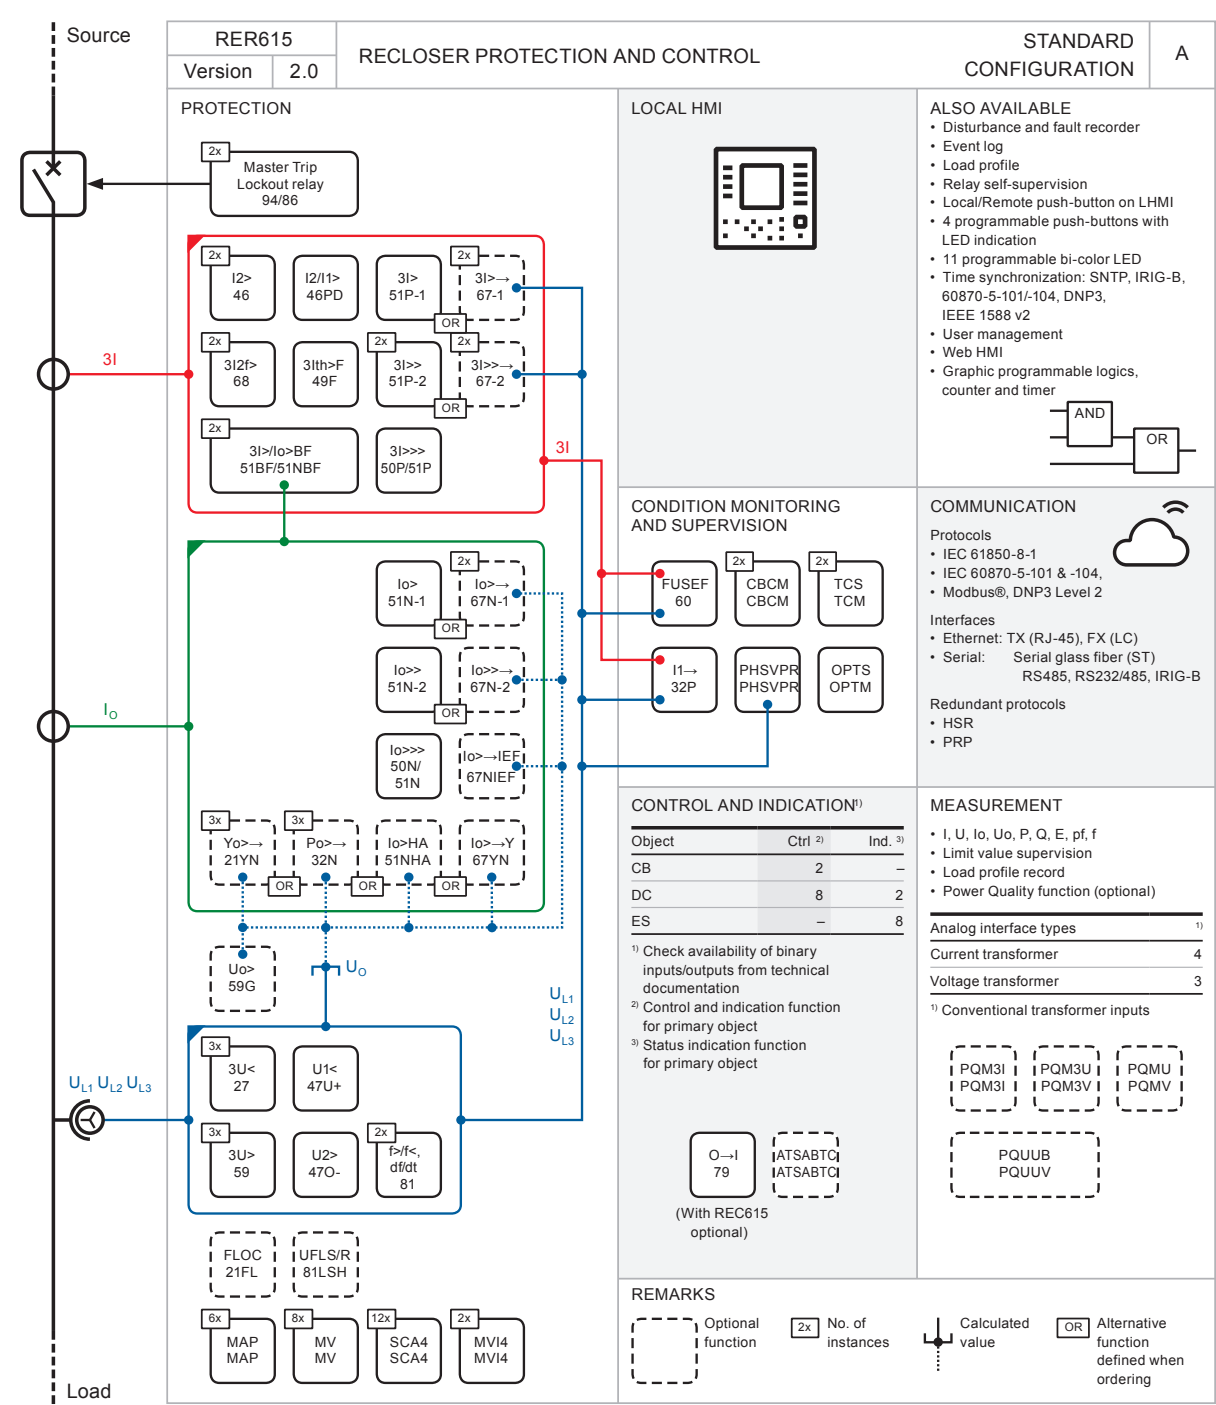 Source
RER615
Version 2.0
RECLOSER PROTECTION AND CONTROL
STANDARD
CONFIGURATION
A
PROTECTION
2x
Master Trip
Lockout relay
94/86
2x
I2>
46
I2/I1>
46PD
3I>
51P-1
2x
3I>→
67-1
OR
3I
2x
3I2f>
68
3Ith>F
49F
2x
3I>>
51P-2
2x
3I>>→
67-2
OR
2x
3I>/Io>BF
51BF/51NBF
3I>>>
50P/51P
3I
Io>
51N-1
2x
Io>→
67N-1
OR
Io>>
51N-2
Io>>→
67N-2
OR
IO
Io>>>
50N/
51N
Io>→IEF
67NIEF
3x
Yo>→
21YN
OR
3x
Po>→
32N
OR
Io>HA
51NHA
OR
Io>→Y
67YN
Uo>
59G
UO
UL1
UL2
UL3
UL1 UL2 UL3
3x
3U<
27
U1<
47U+
3x
3U>
59
U2>
47O-
2x
f>/f<,
df/dt
81
FLOC
21FL
UFLS/R
81LSH
6x
MAP
MAP
8x
MV
MV
12x
SCA4
SCA4
2x
MVI4
MVI4
Load
LOCAL HMI
ALSO AVAILABLE
• Disturbance and fault recorder
• Event log
• Load profile
• Relay self-supervision
• Local/Remote push-button on LHMI
• 4 programmable push-buttons with
LED indication
• 11 programmable bi-color LED
• Time synchronization: SNTP, IRIG-B,
60870-5-101/-104, DNP3,
IEEE 1588 v2
• User management
• Web HMI
• Graphic programmable logics,
counter and timer
AND
OR
CONDITION MONITORING
AND SUPERVISION
FUSEF
60
2x
CBCM
CBCM
2x
TCS
TCM
I1→
32P
PHSVPR
PHSVPR
OPTS
OPTM
COMMUNICATION
Protocols
• IEC 61850-8-1
• IEC 60870-5-101 & -104,
• Modbus®, DNP3 Level 2
Interfaces
• Ethernet: TX (RJ-45), FX (LC)
• Serial: Serial glass fiber (ST)
RS485, RS232/485, IRIG-B
Redundant protocols
• HSR
• PRP
CONTROL AND INDICATION1)
Object Ctrl 2) Ind. 3)
CB 2 –
DC 8 2
ES – 8
1) Check availability of binary
inputs/outputs from technical
documentation
2) Control and indication function
for primary object
3) Status indication function
for primary object
O→I
79
ATSABTC
ATSABTC
(With REC615
optional)
MEASUREMENT
• I, U, Io, Uo, P, Q, E, pf, f
• Limit value supervision
• Load profile record
• Power Quality function (optional)
Analog interface types 1)
Current transformer 4
Voltage transformer 3
1) Conventional transformer inputs
PQM3I
PQM3I
PQM3U
PQM3V
PQMU
PQMV
PQUUB
PQUUV
REMARKS
Optional
function
2x
No. of
instances
Calculated
value
OR
Alternative
function
defined when
ordering